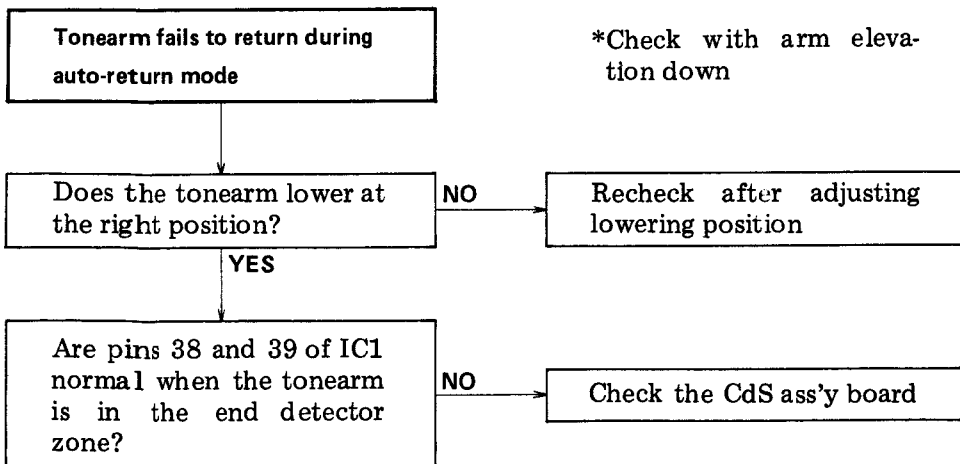 Tonearm fails to return during
auto-return mode
*Check with arm eleva-
tion down
Does the tonearm lower at
the right position?
NO
Recheck after adjusting
lowering position
YES
Are pins 38 and 39 of IC1
normal when the tonearm
is in the end detector
zone?
NO
Check the CdS ass'y board